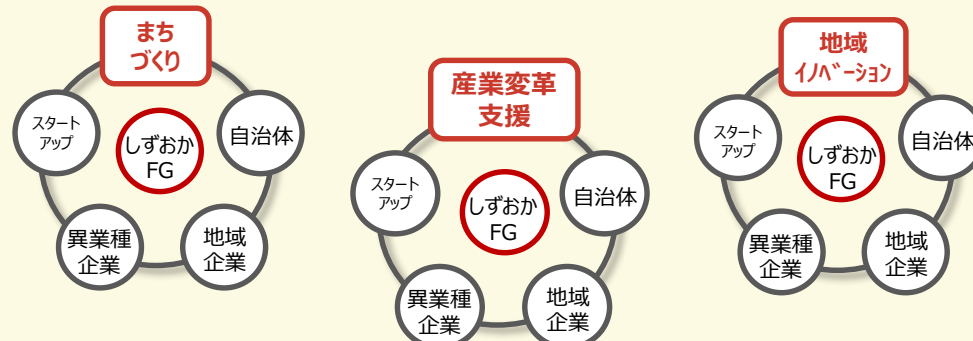 まち
づくり
スタート
アップ
しずおか
FG
自治体
異業種
企業
地域
企業
産業変革
支援
スタート
アップ
しずおか
FG
自治体
異業種
企業
地域
企業
地域
イノベーション
スタート
アップ
しずおか
FG
自治体
異業種
企業
地域
企業